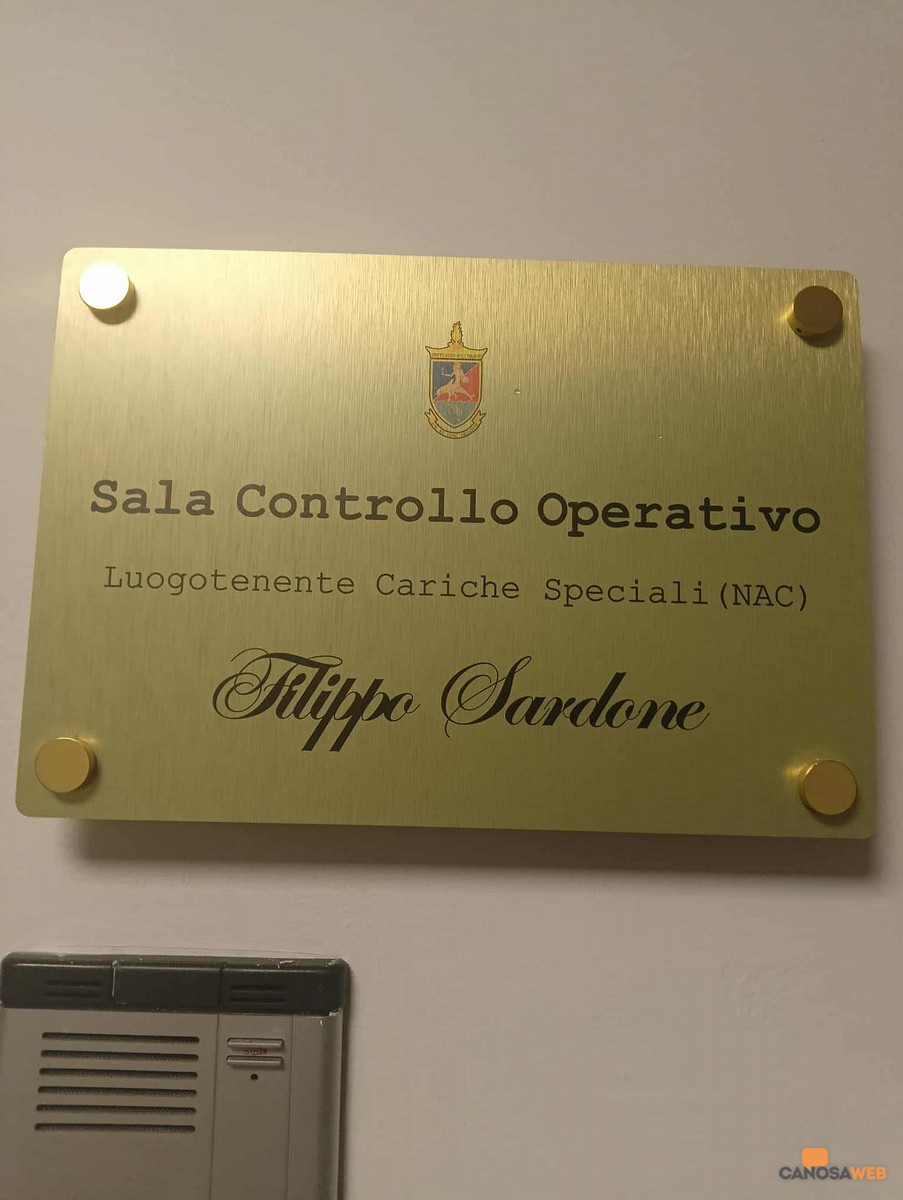 Sala Controllo Operativo
Luogotenente Cariche Speciali(NAC)
Filippo Sardone
CANOSAWEB